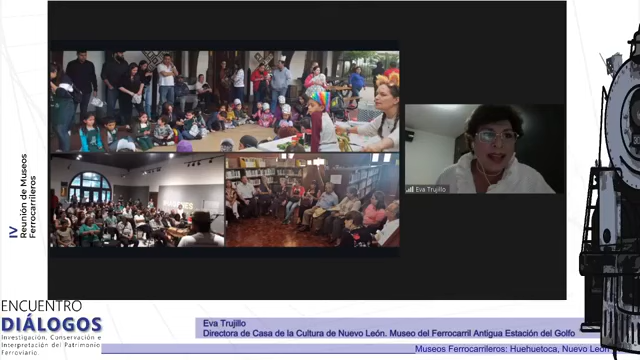 Eva Trujillo
IV
Reunión de Museos
Ferrocarrileros
ENCUENTRO
DIÁLOGOS
Investigación, Conservación e
Interpretación del Patrimonio
Ferroviario
Eva Trujillo
Directora de Casa de la Cultura de Nuevo León. Museo del Ferrocarril Antigua Estación del Golfo
Museos Ferrocarrileros: Huehuetoca, Nuevo León